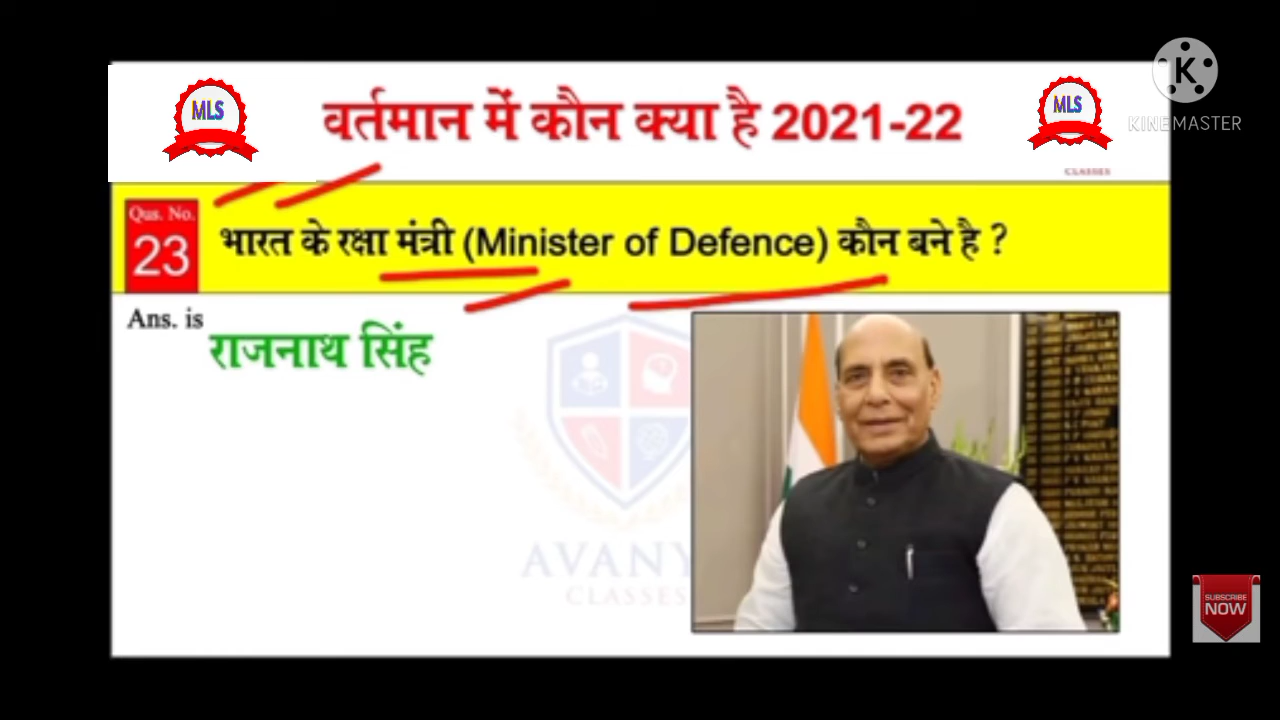 MLS
वर्तमान में कौन क्या है 2021-22
MLS
K
KINEMASTER
CLASSES
Qus. No.
23
भारत के रक्षा मंत्री (Minister of Defence) कौन बने है ?
Ans. is
राजनाथ सिंह
AVANY
CLASSES
SUBSCRIBE
NOW